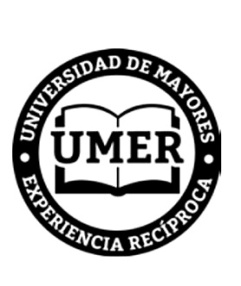 UNIVERSIDAD DE MAYORES
UMER
EXPERIENCIA RECÍPROCA